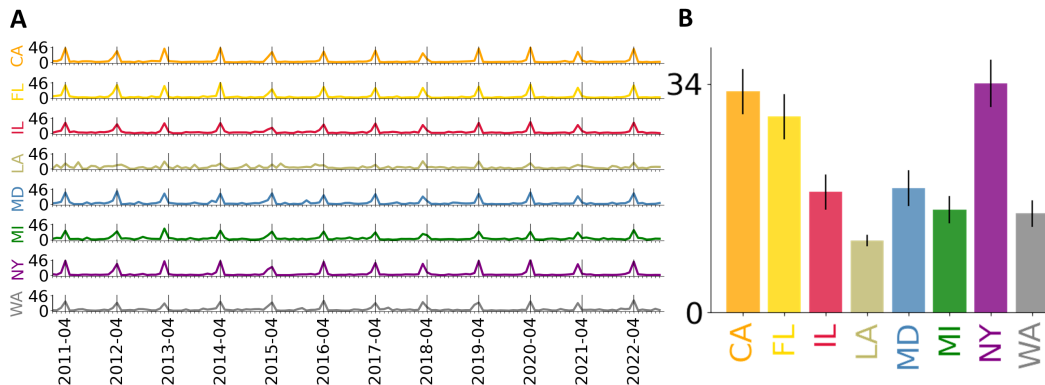 A
CA 46 0
FL 46 0
IL 46 0
LA 46 0
MD 46 0
MI 46 0
NY 46 0
WA 46 0
2011-04 2012-04 2013-04 2014-04 2015-04 2016-04 2017-04 2018-04 2019-04 2020-04 2021-04 2022-04
B
34
0
CA FL IL LA MD MI NY WA